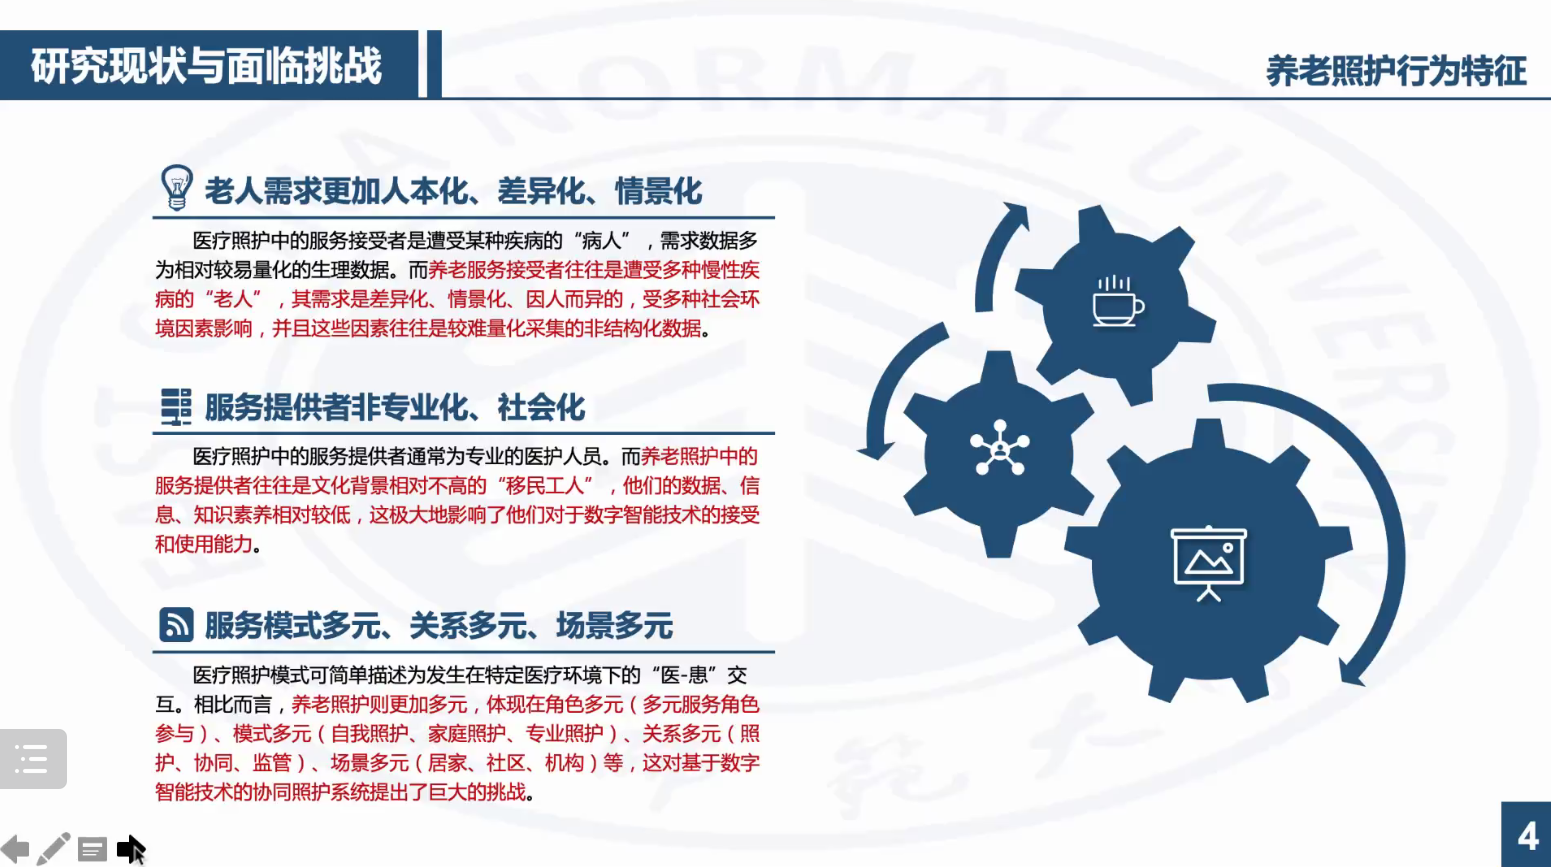 研究现状与面临挑战
养老照护行为特征
老人需求更加人本化、差异化、情景化
医疗照护中的服务接受者是遭受某种疾病的“病人”,需求数据多
为相对较易量化的生理数据。而养老服务接受者往往是遭受多种慢性疾
病的“老人”,其需求是差异化、情景化、因人而异的,受多种社会环
境因素影响,并且这些因素往往是较难量化采集的非结构化数据。
服务提供者非专业化、社会化
医疗照护中的服务提供者通常为专业的医护人员。而养老照护中的
服务提供者往往是文化背景相对不高的“移民工人”,他们的数据、信
息、知识素养相对较低,这极大地影响了他们对于数字智能技术的接受
和使用能力。
服务模式多元、关系多元、场景多元
医疗照护模式可简单描述为发生在特定医疗环境下的“医-患”交
互。相比而言,养老照护则更加多元,体现在角色多元(多元服务角色
参与)、模式多元(自我照护、家庭照护、专业照护)、关系多元(照
护、协同、监管)、场景多元(居家、社区、机构)等,这对基于数字
智能技术的协同照护系统提出了巨大的挑战。
4
NORMAL UNIVERSITY